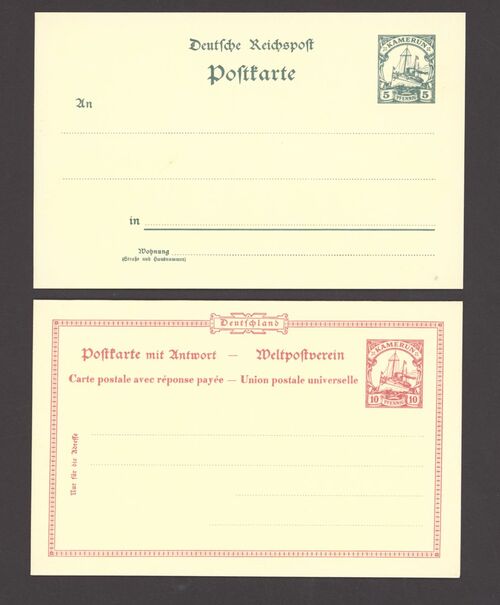 Deutsche Reichspost
Postkarte
KAMERUN
5 PFENNIG 5
An
in
Wohnung
(Straße und Hausnummer)
Deutschland
Postkarte mit Antwort — Weltpostverein
Carte postale avec réponse payée — Union postale universelle
KAMERUN
10 PFENNIG 10
Nur für die Adresse